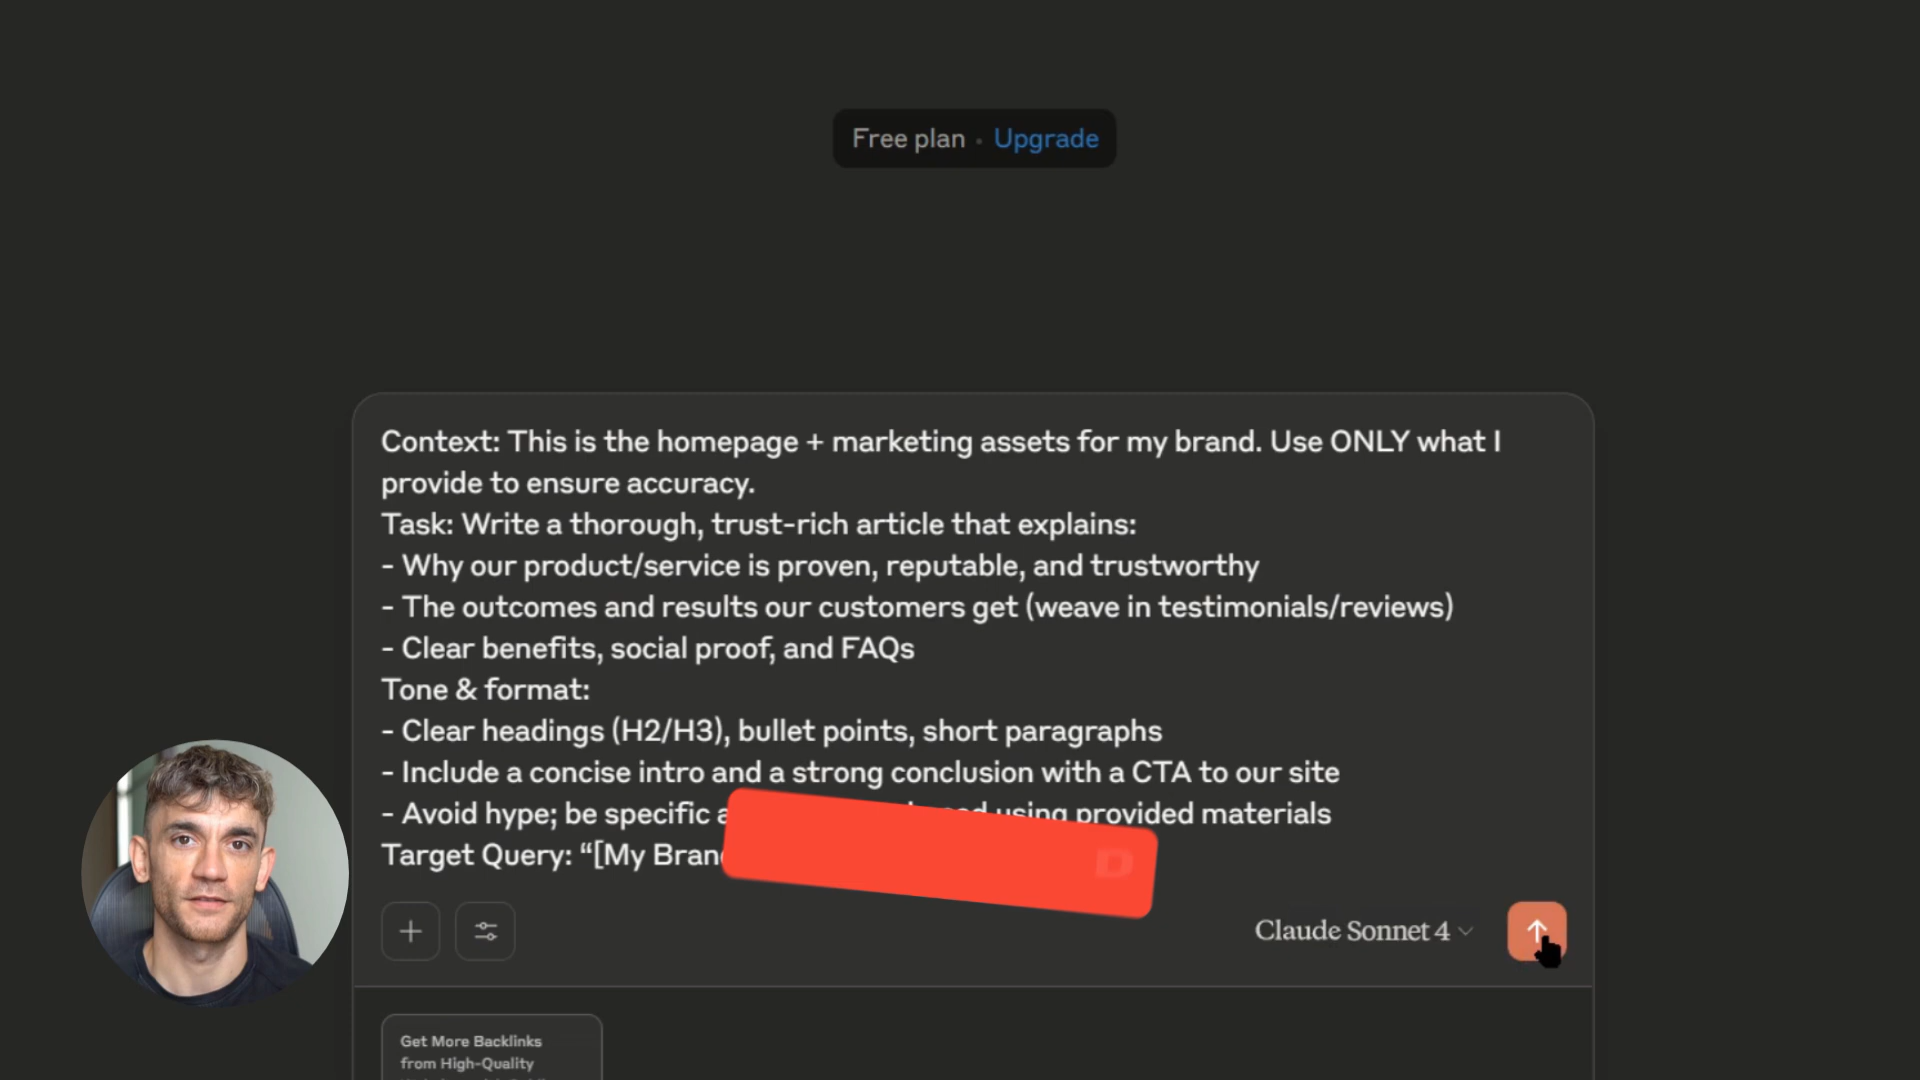 Free plan · Upgrade
Context: This is the homepage + marketing assets for my brand. Use ONLY what I
provide to ensure accuracy.
Task: Write a thorough, trust-rich article that explains:
- Why our product/service is proven, reputable, and trustworthy
- The outcomes and results our customers get (weave in testimonials/reviews)
- Clear benefits, social proof, and FAQs
Tone & format:
- Clear headings (H2/H3), bullet points, short paragraphs
- Include a concise intro and a strong conclusion with a CTA to our site
- Avoid hype; be specific using provided materials
Target Query: “[My Brand
Claude Sonnet 4
Get More Backlinks
from High-Quality